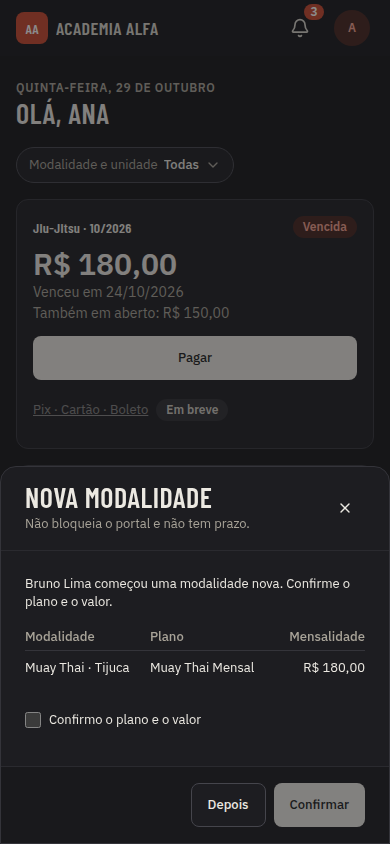 AA ACADEMIA ALFA 3 A
QUINTA-FEIRA, 29 DE OUTUBRO
OLÁ, ANA
Modalidade e unidade Todas
Jiu-Jitsu · 10/2026 Vencida
R$ 180,00
Venceu em 24/10/2026
Também em aberto: R$ 150,00
Pagar
Pix · Cartão · Boleto Em breve
NOVA MODALIDADE
Não bloqueia o portal e não tem prazo.
Bruno Lima começou uma modalidade nova. Confirme o
plano e o valor.
Modalidade Plano Mensalidade
Muay Thai · Tijuca Muay Thai Mensal R$ 180,00
Confirmo o plano e o valor
Depois Confirmar